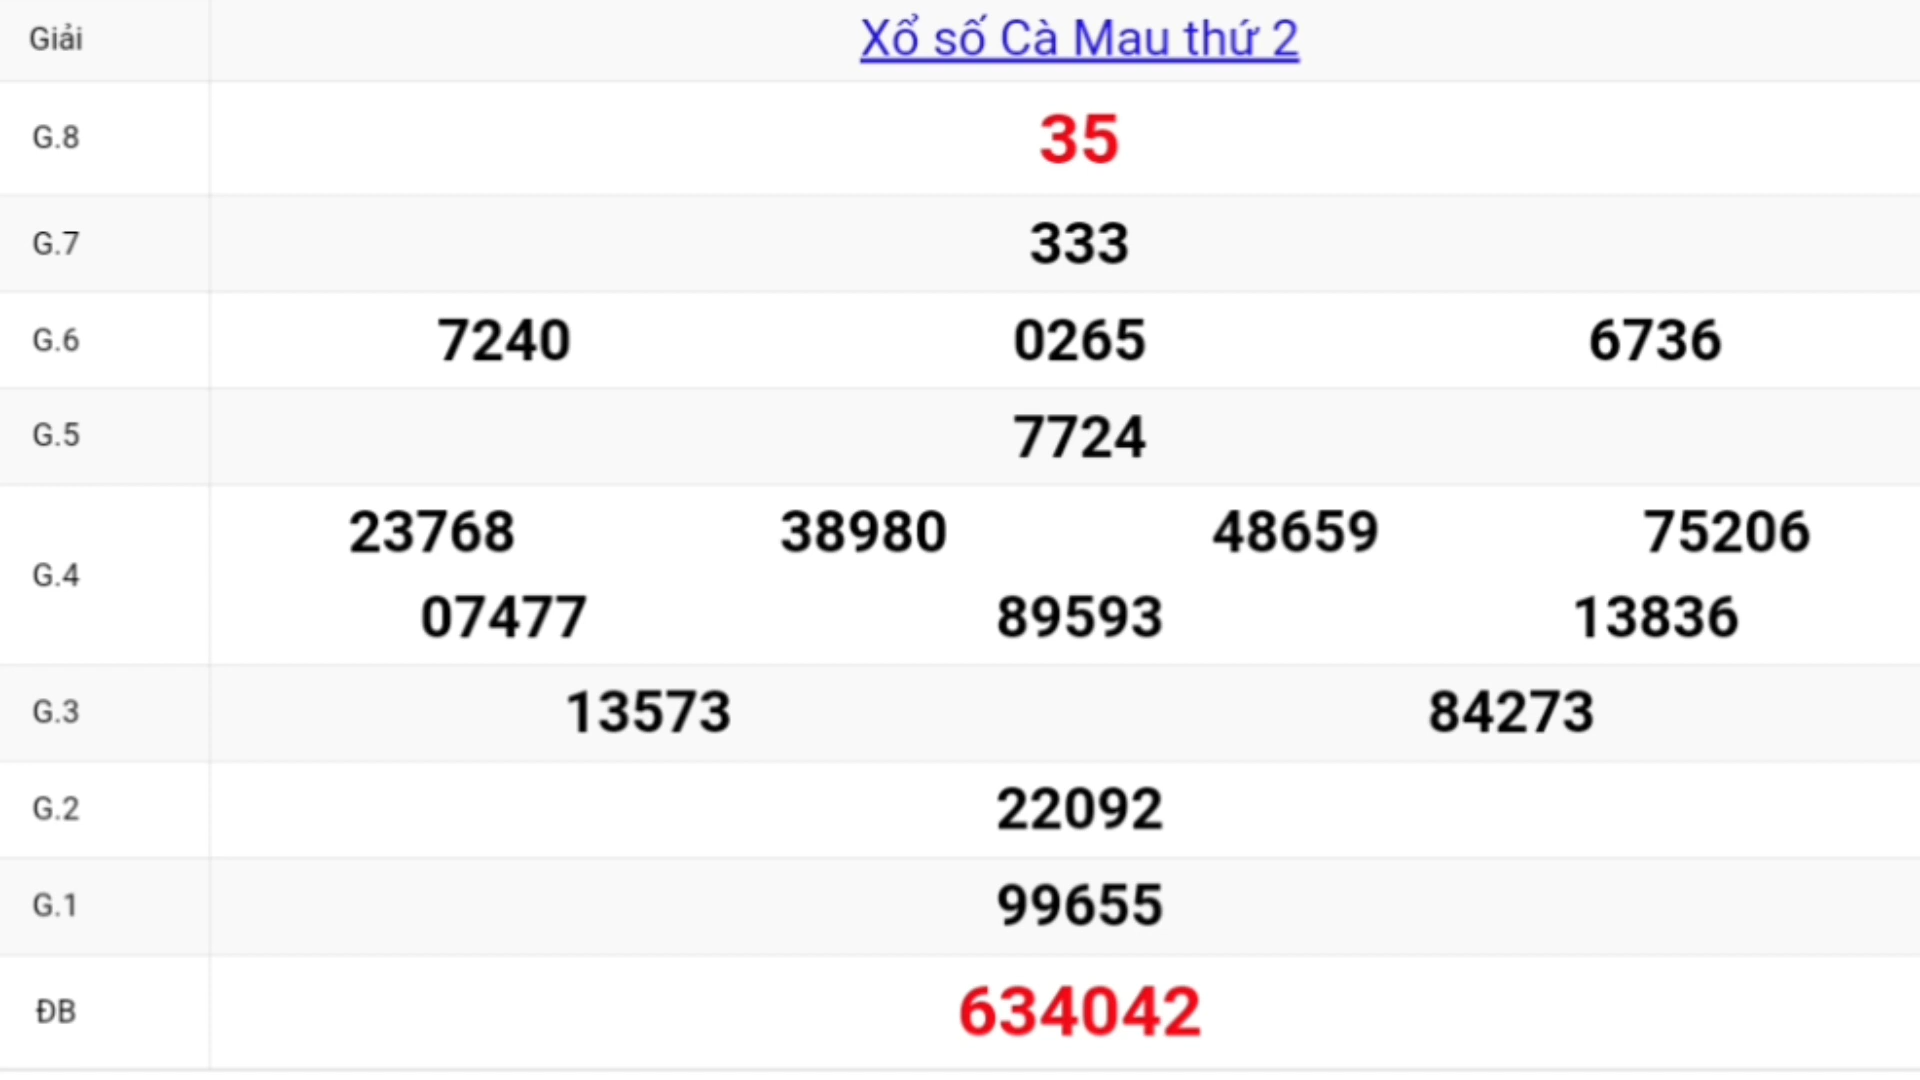 Giải Xổ số Cà Mau thứ 2
G.8 35
G.7 333
G.6 7240 0265 6736
G.5 7724
G.4 23768 38980 48659 75206
07477 89593 13836
G.3 13573 84273
G.2 22092
G.1 99655
ĐB 634042